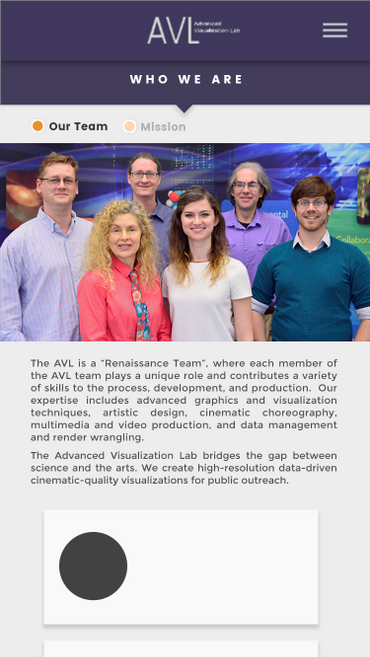 AVL Advanced
Visualization Lab
WHO WE ARE
Our Team Mission
The AVL is a "Renaissance Team", where each member of
the AVL team plays a unique role and contributes a variety
of skills to the process, development, and production. Our
expertise includes advanced graphics and visualization
techniques, artistic design, cinematic choreography,
multimedia and video production, and data management
and render wrangling.
The Advanced Visualization Lab bridges the gap between
science and the arts. We create high-resolution data-driven
cinematic-quality visualizations for public outreach.